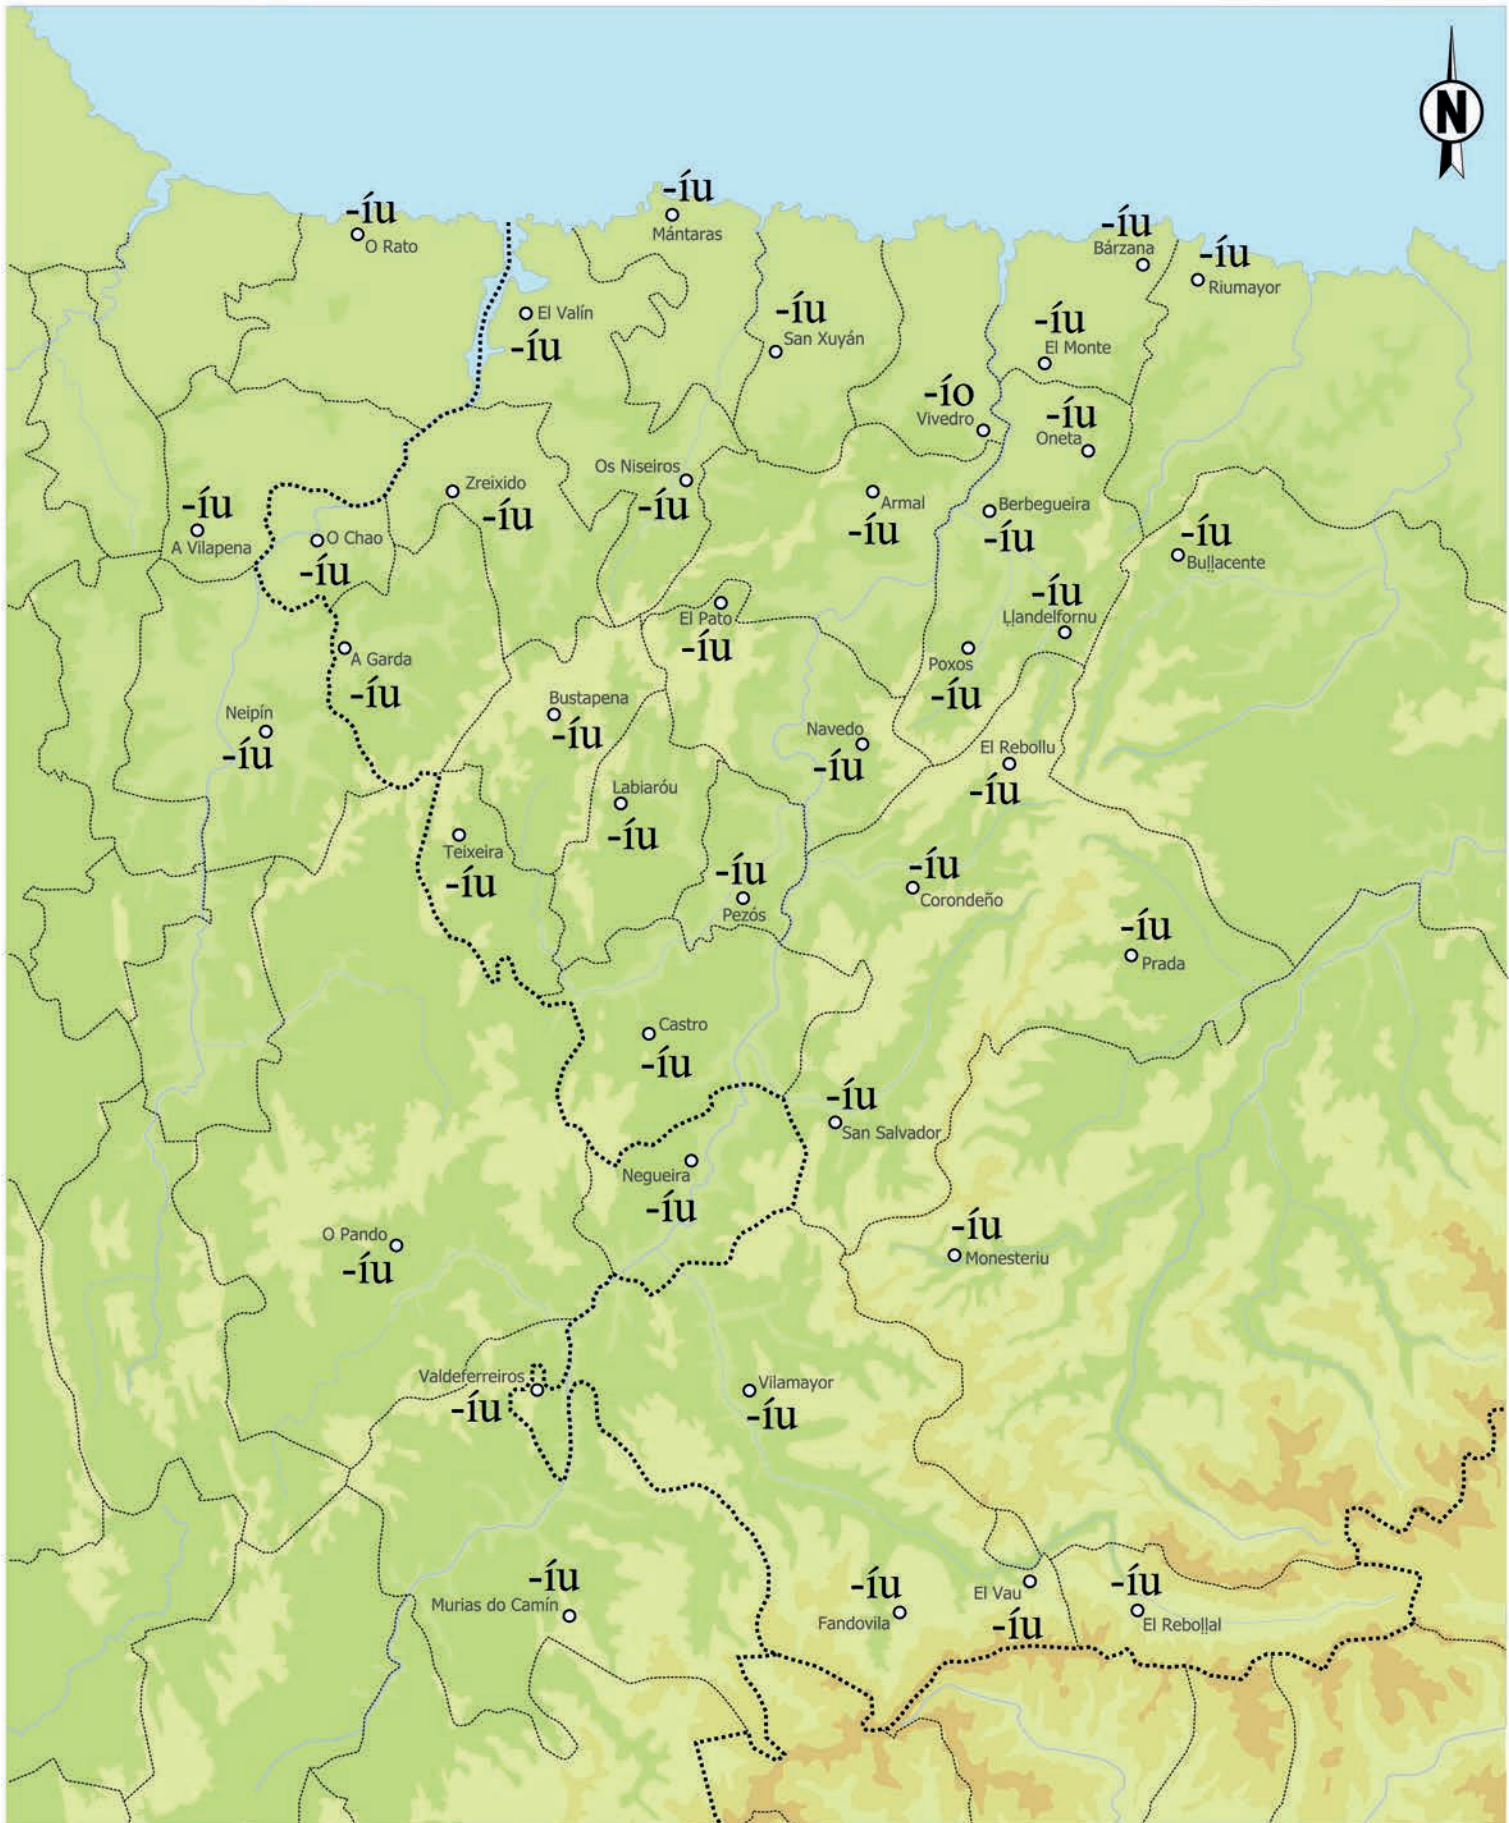 N
-íu
O Rato
-íu
Mántaras
-íu
Bárzana
-íu
Riumayor
El Valín
-íu
-íu
San Xuyán
-íu
El Monte
-ío
Vivedro
-íu
Oneta
-íu
A Vilapena
O Chao
-íu
Zreixido
-íu
Os Niseiros
-íu
Armal
-íu
Berbegueira
-íu
-íu
Buḷḷacente
-íu
Ḷḷandelfornu
El Pato
-íu
A Garda
-íu
Poxos
-íu
Neipín
-íu
Bustapena
-íu
Navedo
-íu
El Rebollu
-íu
Labiaróu
-íu
Teixeira
-íu
-íu
Pezós
-íu
Corondeño
-íu
Prada
Castro
-íu
-íu
San Salvador
Negueira
-íu
O Pando
-íu
-íu
Monesteriu
Valdeferreiros
-íu
Vilamayor
-íu
-íu
Murias do Camín
-íu
Fandovila
El Vau
-íu
-íu
El Reboḷḷal